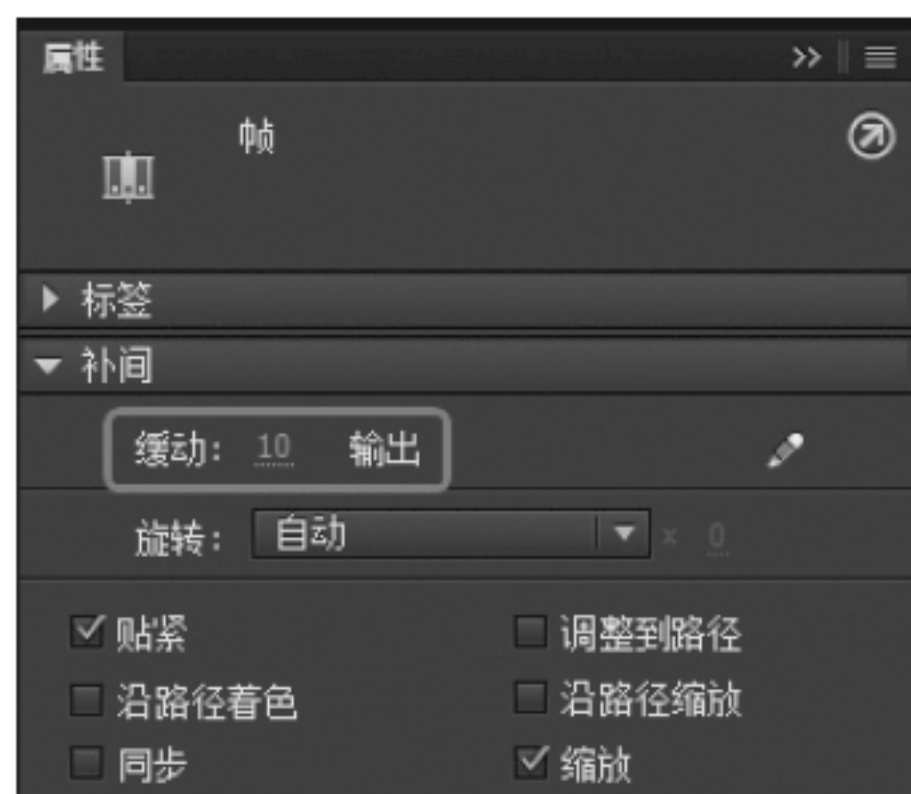 属性
帧
标签
补间
缓动： 10 输出
旋转： 自动 x 0
贴紧 调整到路径
沿路径着色 沿路径缩放
同步 缩放